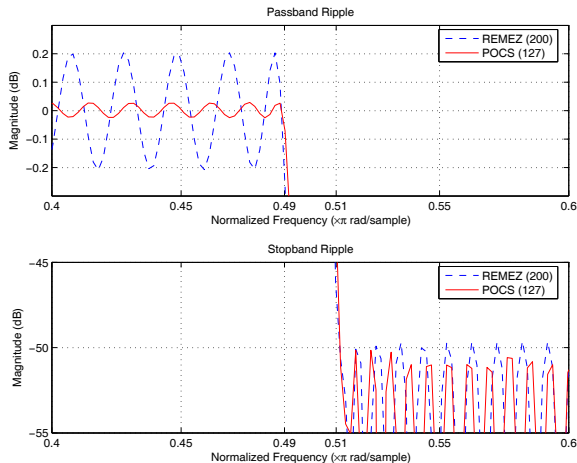 Passband Ripple
REMEZ (200)
POCS (127)
0.2
0.1
0
−0.1
−0.2
Magnitude (dB)
0.4
0.45
0.49
0.51
0.55
0.6
Normalized Frequency (×π rad/sample)
Stopband Ripple
REMEZ (200)
POCS (127)
−45
−50
−55
Magnitude (dB)
0.4
0.45
0.49
0.51
0.55
0.6
Normalized Frequency (×π rad/sample)